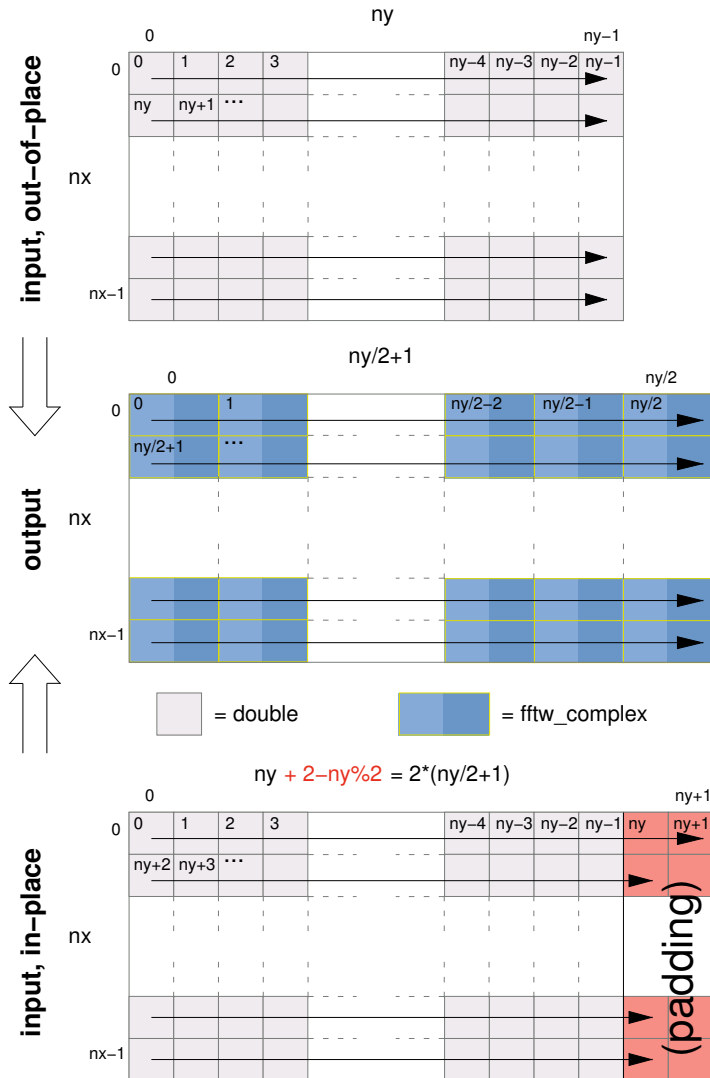 ny
0 ny−1
0 0 1 2 3 ny−4 ny−3 ny−2 ny−1
ny ny+1 ...
nx
nx−1
input, out−of−place
ny/2+1
0 ny/2
0 0 1 ny/2−2 ny/2−1 ny/2
ny/2+1 ...
nx
nx−1
output
= double = fftw_complex
ny + 2−ny%2 = 2*(ny/2+1)
0 ny+1
0 0 1 2 3 ny−4 ny−3 ny−2 ny−1 ny ny+1
ny+2 ny+3 ...
nx
nx−1
input, in−place
(padding)